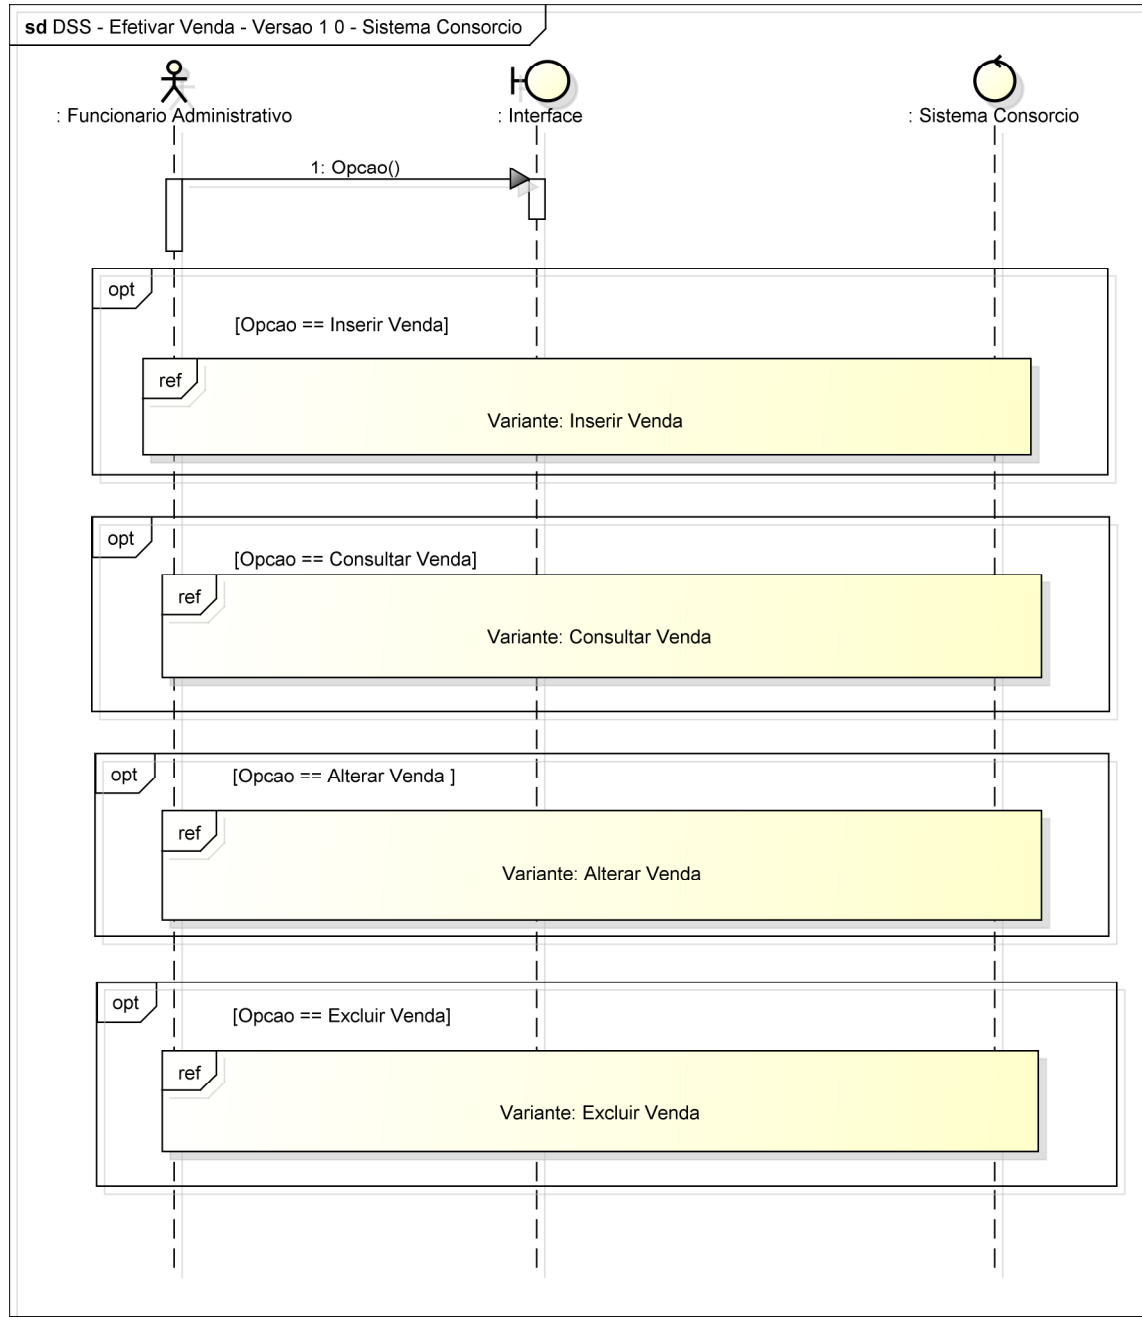 sd DSS - Efetivar Venda - Versao 1 0 - Sistema Consorcio
: Funcionario Administrativo
: Interface
: Sistema Consorcio
1: Opcao()
opt
[Opcao == Inserir Venda]
ref
Variante: Inserir Venda
opt
[Opcao == Consultar Venda]
ref
Variante: Consultar Venda
opt
[Opcao == Alterar Venda ]
ref
Variante: Alterar Venda
opt
[Opcao == Excluir Venda]
ref
Variante: Excluir Venda